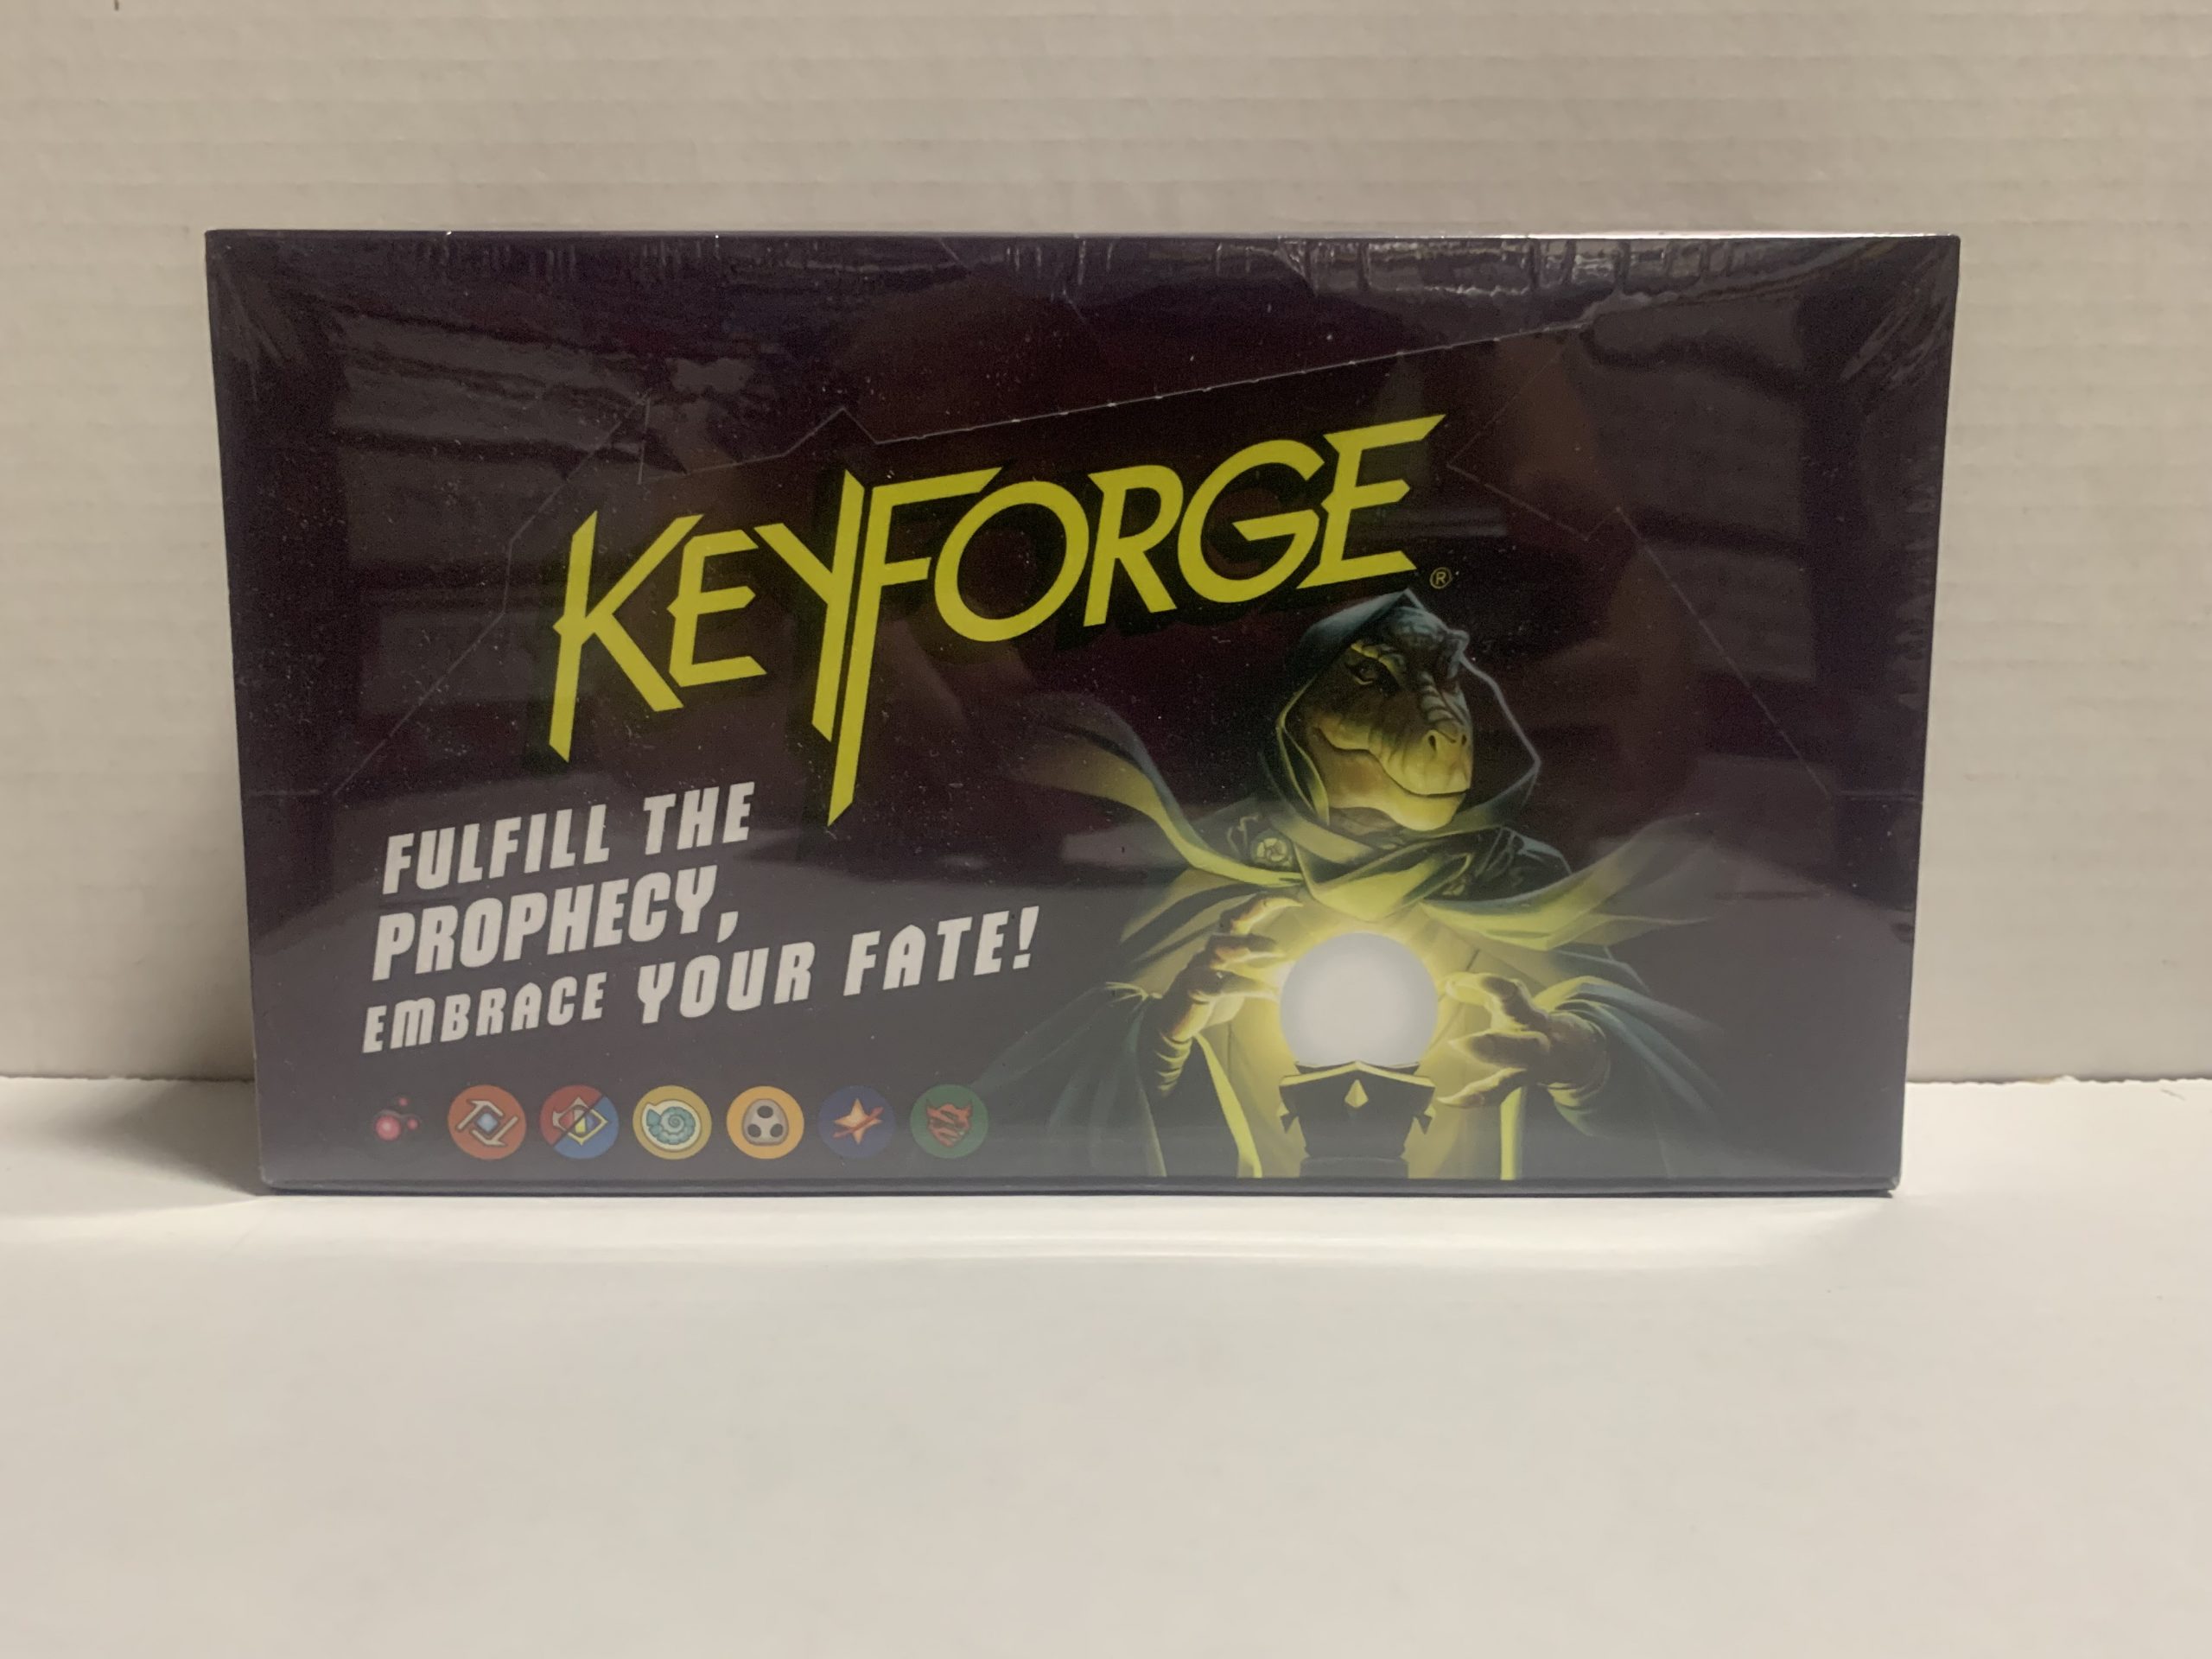 KEYFORGE®
FULFILL THE
PROPHECY,
EMBRACE YOUR FATE!